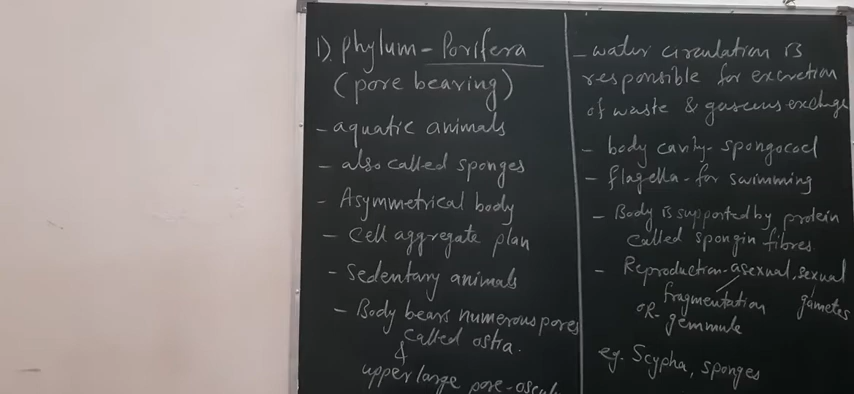 1). Phylum - Porifera
(pore bearing)
- aquatic animals
- also called sponges
- Asymmetrical body
- Cell aggregate plan
- Sedentary animals
- Body bears numerous pores
called ostia.
&
upper large pore-oscul
- water circulation is
responsible for excretion
of waste & gaseous exchange
- body cavity - spongocoel
- flagella - for swimming
- Body is supported by protein
called spongin fibres
- Reproduction - asexual, sexual
fragmentation gametes
OR - gemmule
eg. Scypha, sponges